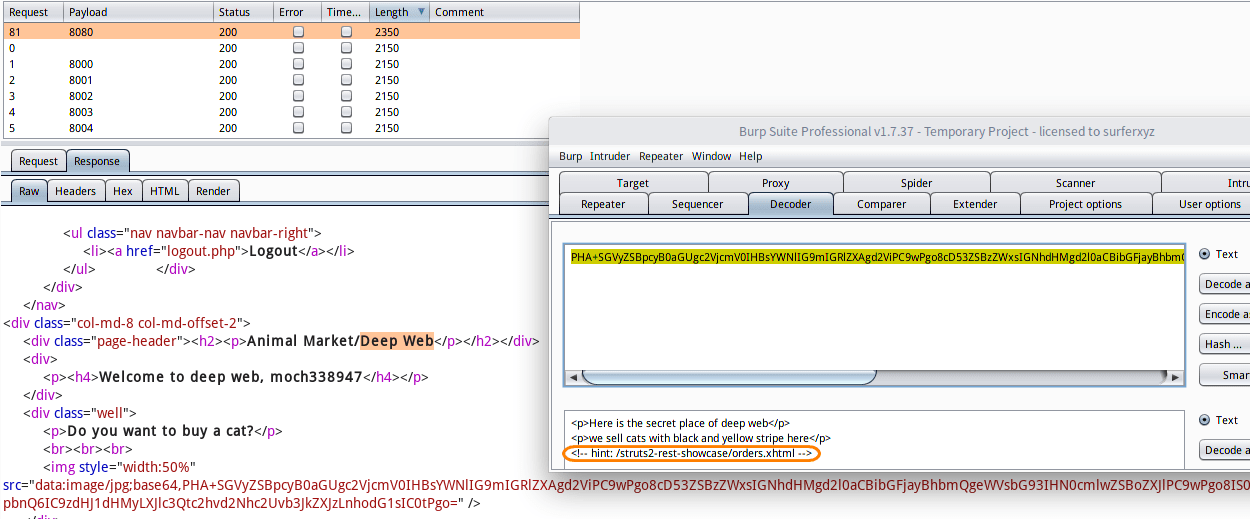 Request Payload Status Error Time... Length Comment
81 8080 200 2350
0 200 2150
1 8000 200 2150
2 8001 200 2150
3 8002 200 2150
4 8003 200 2150
5 8004 200 2150
Request Response
Raw Headers Hex HTML Render
<ul class="nav navbar-nav navbar-right">
<li><a href="logout.php">Logout</a></li>
</ul> </div>
</div>
</nav>
<div class="col-md-8 col-md-offset-2">
<div class="page-header"><h2><p>Animal Market/Deep Web</p></h2></div>
<div>
<p><h4>Welcome to deep web, moch338947</h4></p>
</div>
<div class="well">
<p>Do you want to buy a cat?</p>
<br><br><br>
<img style="width:50%"
src="data:image/jpg;base64,PHA+SGVyZSBpcyB0aGUgc2VjcmV0IHBsYWNlIG9mIGRlZXAgd2ViPC9wPgo8cD53ZSBzZWxsIGNhdHMgd2l0aCBibGFjayBhbmQgeWVsbG93IHN0cmlwZSBoZXJlPC9wPgo8IS0
pbnQ6IC9zdHJ1dHMyLXJlc3Qtc2hvd2Nhc2Uvb3JkZXJzLnhodG1sIC0tPgo=" />
Burp Suite Professional v1.7.37 - Temporary Project - licensed to surferxyz
Burp Intruder Repeater Window Help
Target Proxy Spider Scanner Intru
Repeater Sequencer Decoder Comparer Extender Project options User options
PHA+SGVyZSBpcyB0aGUgc2VjcmV0IHBsYWNlIG9mIGRlZXAgd2ViPC9wPgo8cD53ZSBzZWxsIGNhdHMgd2l0aCBibGFjayBhbmQ
Text
Decode a
Encode as
Hash ...
Smar
<p>Here is the secret place of deep web</p>
<p>we sell cats with black and yellow stripe here</p>
<!-- hint: /struts2-rest-showcase/orders.xhtml -->
Text
Decode a